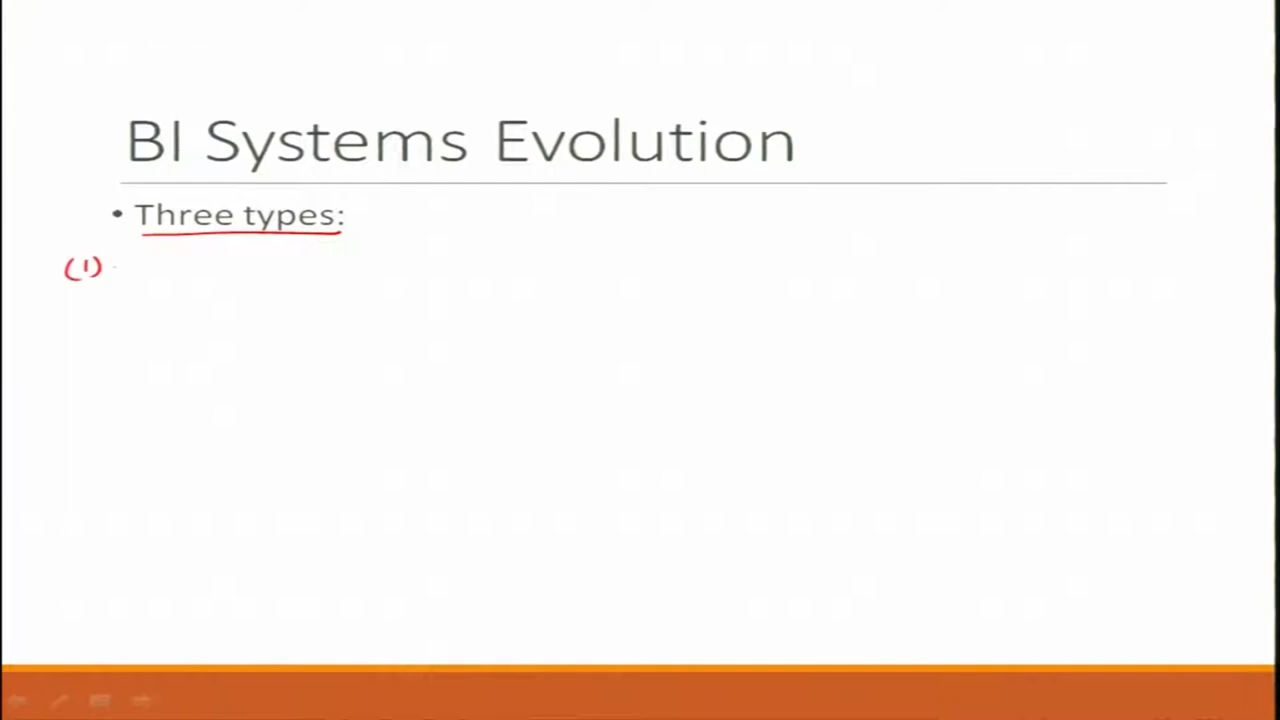 BI Systems Evolution
• Three types:
(1)